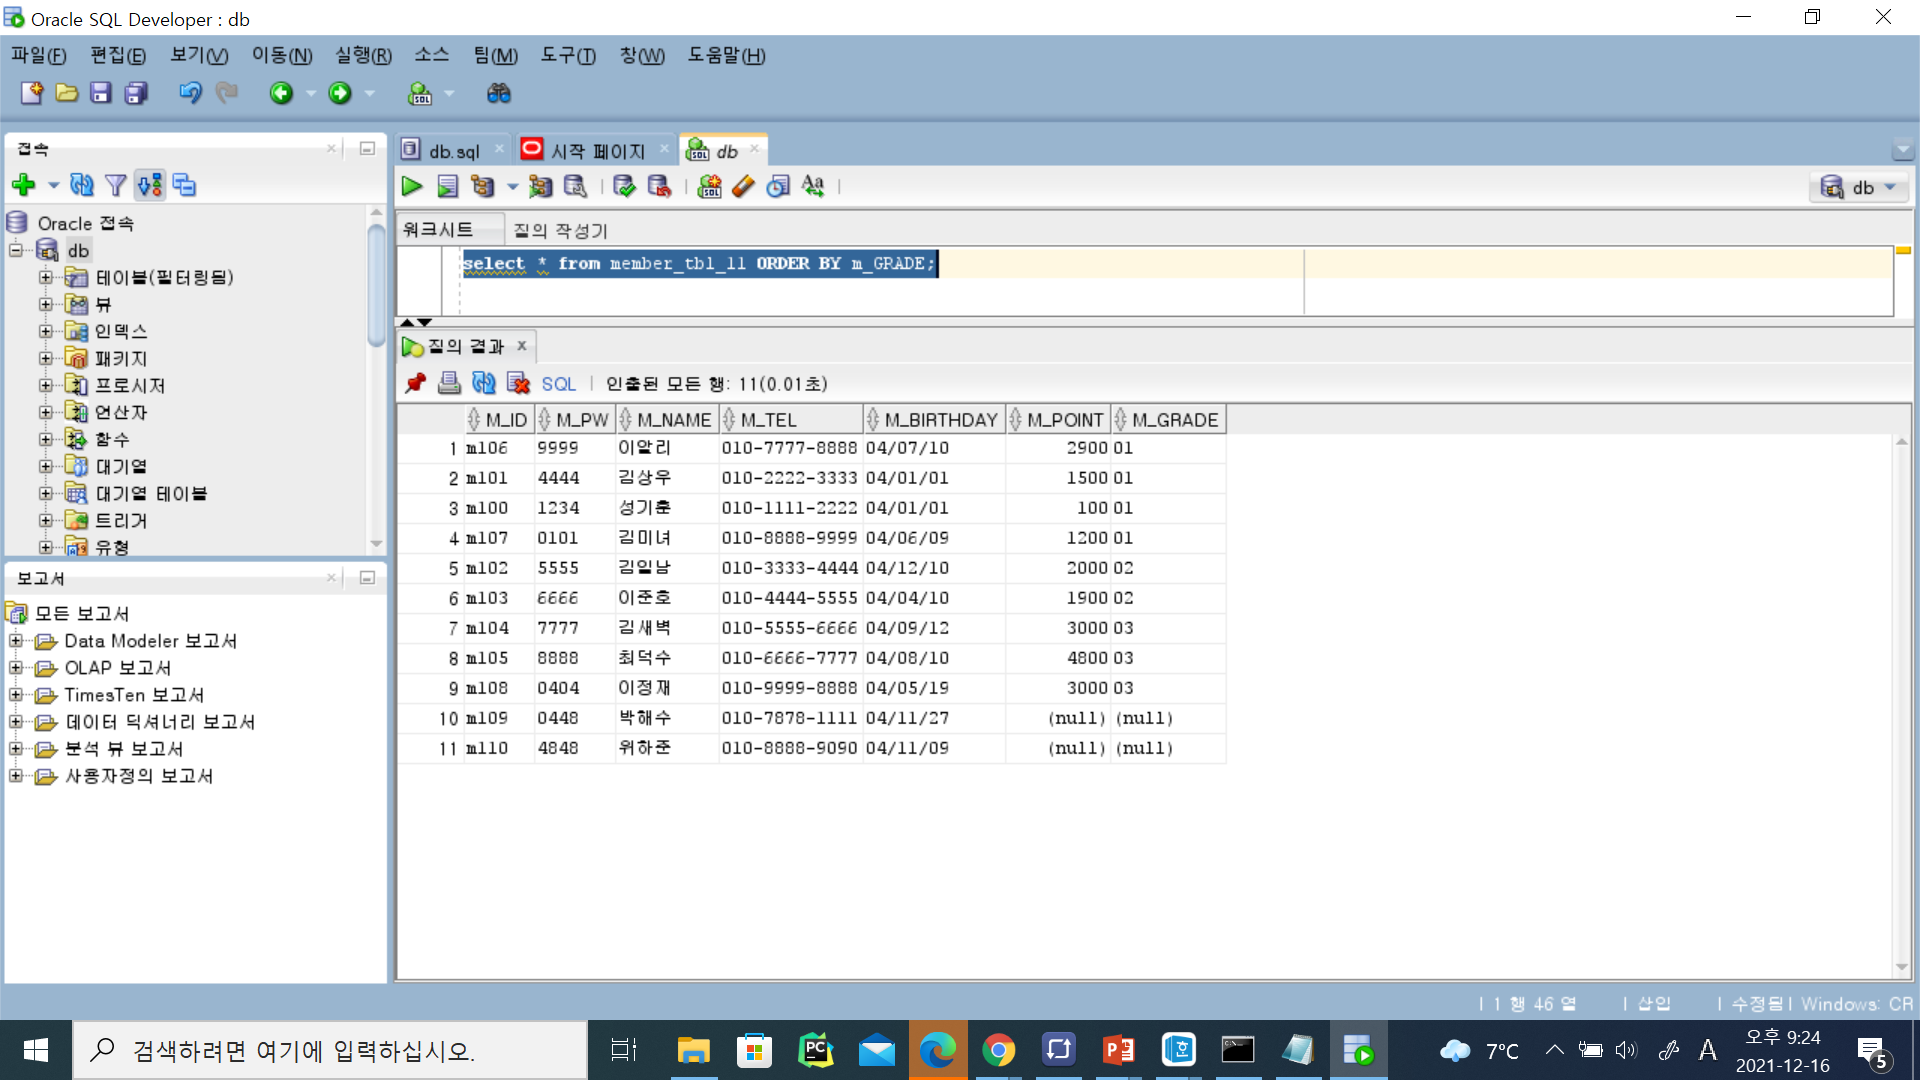 Oracle SQL Developer : db
파일(F) 편집(E) 보기(V) 이동(N) 실행(R) 소스 팀(M) 도구(T) 창(W) 도움말(H)
접속
Oracle 접속
db
테이블(필터링됨)
뷰
인덱스
패키지
프로시저
연산자
함수
대기열
대기열 테이블
트리거
유형
보고서
모든 보고서
Data Modeler 보고서
OLAP 보고서
TimesTen 보고서
데이터 딕셔너리 보고서
분석 뷰 보고서
사용자정의 보고서
db.sql 시작 페이지 db
db
워크시트 질의 작성기
select * from member_tbl_11 ORDER BY m_GRADE;
질의 결과
SQL 인출된 모든 행: 11(0.01초)
M_ID M_PW M_NAME M_TEL M_BIRTHDAY M_POINT M_GRADE
1 m106 9999 이알리 010-7777-8888 04/07/10 2900 01
2 m101 4444 김상우 010-2222-3333 04/01/01 1500 01
3 m100 1234 성기훈 010-1111-2222 04/01/01 100 01
4 m107 0101 김미녀 010-8888-9999 04/06/09 1200 01
5 m102 5555 김일남 010-3333-4444 04/12/10 2000 02
6 m103 6666 이준호 010-4444-5555 04/04/10 1900 02
7 m104 7777 김새벽 010-5555-6666 04/09/12 3000 03
8 m105 8888 최덕수 010-6666-7777 04/08/10 4800 03
9 m108 0404 이정재 010-9999-8888 04/05/19 3000 03
10 m109 0448 박해수 010-7878-1111 04/11/27 (null) (null)
11 m110 4848 위하준 010-8888-9090 04/11/09 (null) (null)
1 행 46 열 | 삽입 | 수정됨 | Windows: CR
검색하려면 여기에 입력하십시오.
7°C A 오후 9:24
2021-12-16
5